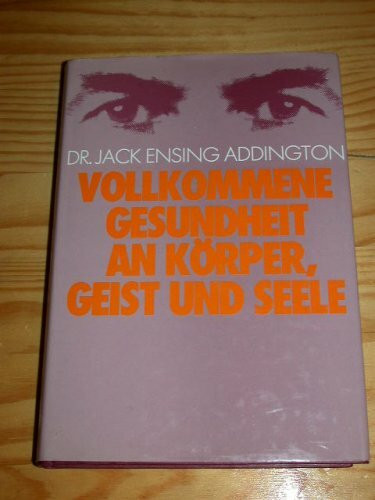 DR. JACK ENSING ADDINGTON
VOLLKOMMENE
GESUNDHEIT
AN KÖRPER,
GEIST UND SEELE